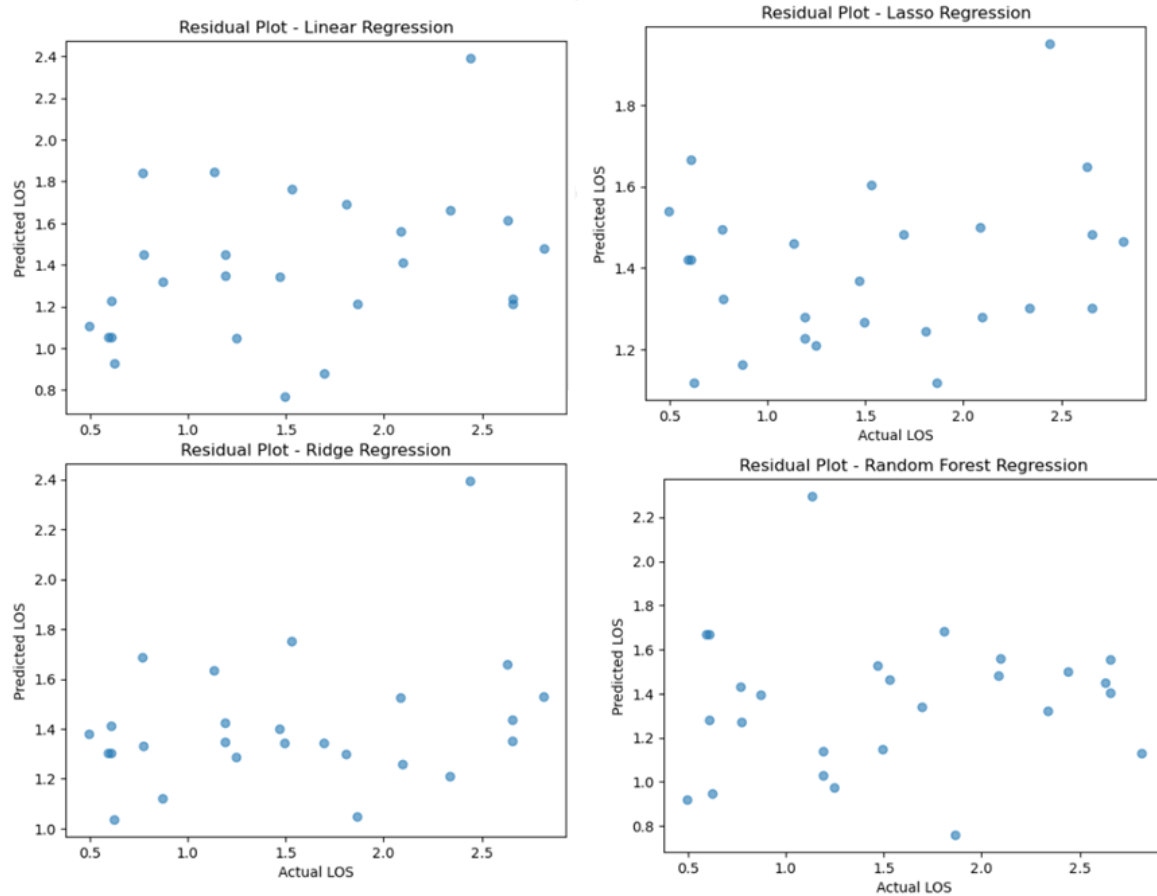 Residual Plot - Linear Regression
Predicted LOS
2.4
2.2
2.0
1.8
1.6
1.4
1.2
1.0
0.8
0.5 1.0 1.5 2.0 2.5
Residual Plot - Lasso Regression
Predicted LOS
1.8
1.6
1.4
1.2
0.5 1.0 1.5 2.0 2.5
Actual LOS
Residual Plot - Ridge Regression
Predicted LOS
2.4
2.2
2.0
1.8
1.6
1.4
1.2
1.0
0.5 1.0 1.5 2.0 2.5
Actual LOS
Residual Plot - Random Forest Regression
Predicted LOS
2.2
2.0
1.8
1.6
1.4
1.2
1.0
0.8
0.5 1.0 1.5 2.0 2.5
Actual LOS